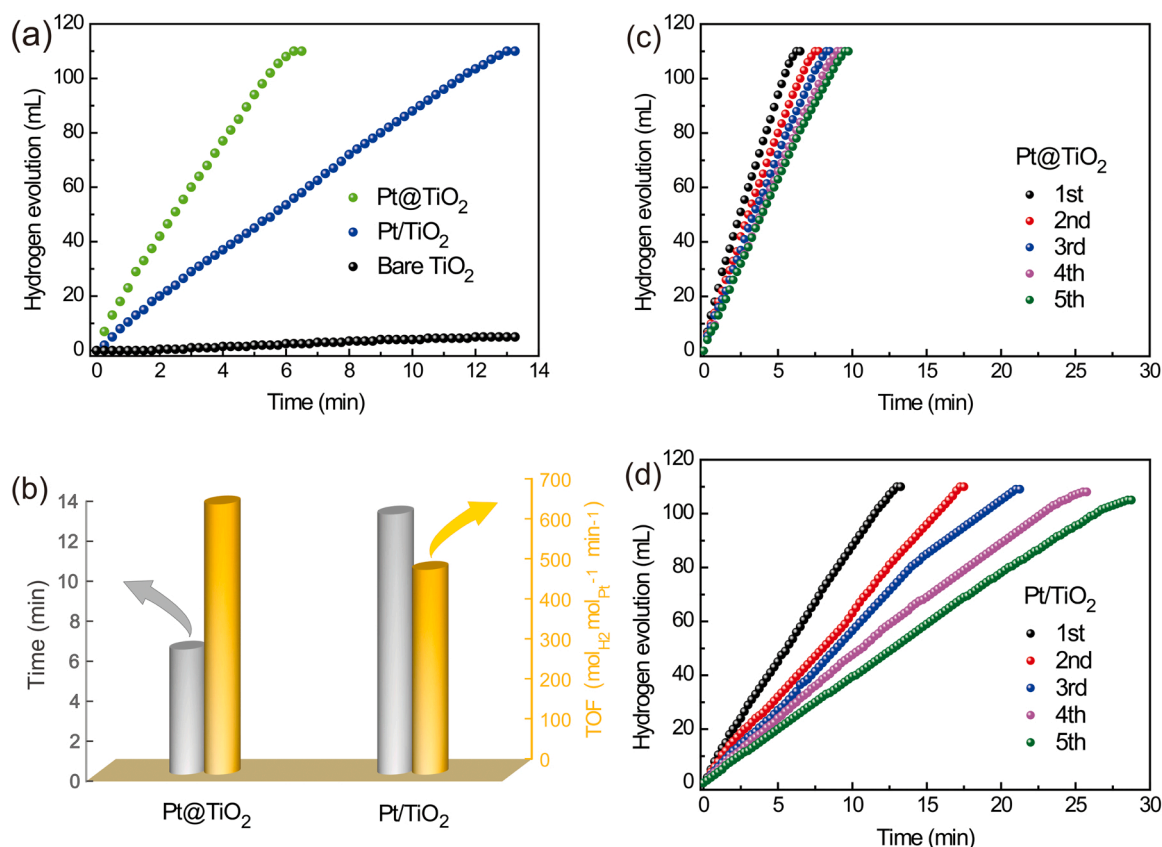 (a)
120
100
80
60
40
20
0
Hydrogen evolution (mL)
Pt@TiO₂
Pt/TiO₂
Bare TiO₂
0 2 4 6 8 10 12 14
Time (min)
(c)
120
100
80
60
40
20
0
Hydrogen evolution (mL)
Pt@TiO₂
1st
2nd
3rd
4th
5th
0 5 10 15 20 25 30
Time (min)
(b)
14
12
10
8
6
4
2
0
Time (min)
700
600
500
400
300
200
100
0
TOF (mol_H2 mol_Pt⁻¹ min-1)
Pt@TiO₂ Pt/TiO₂
(d)
120
100
80
60
40
20
0
Hydrogen evolution (mL)
Pt/TiO₂
1st
2nd
3rd
4th
5th
0 5 10 15 20 25 30
Time (min)